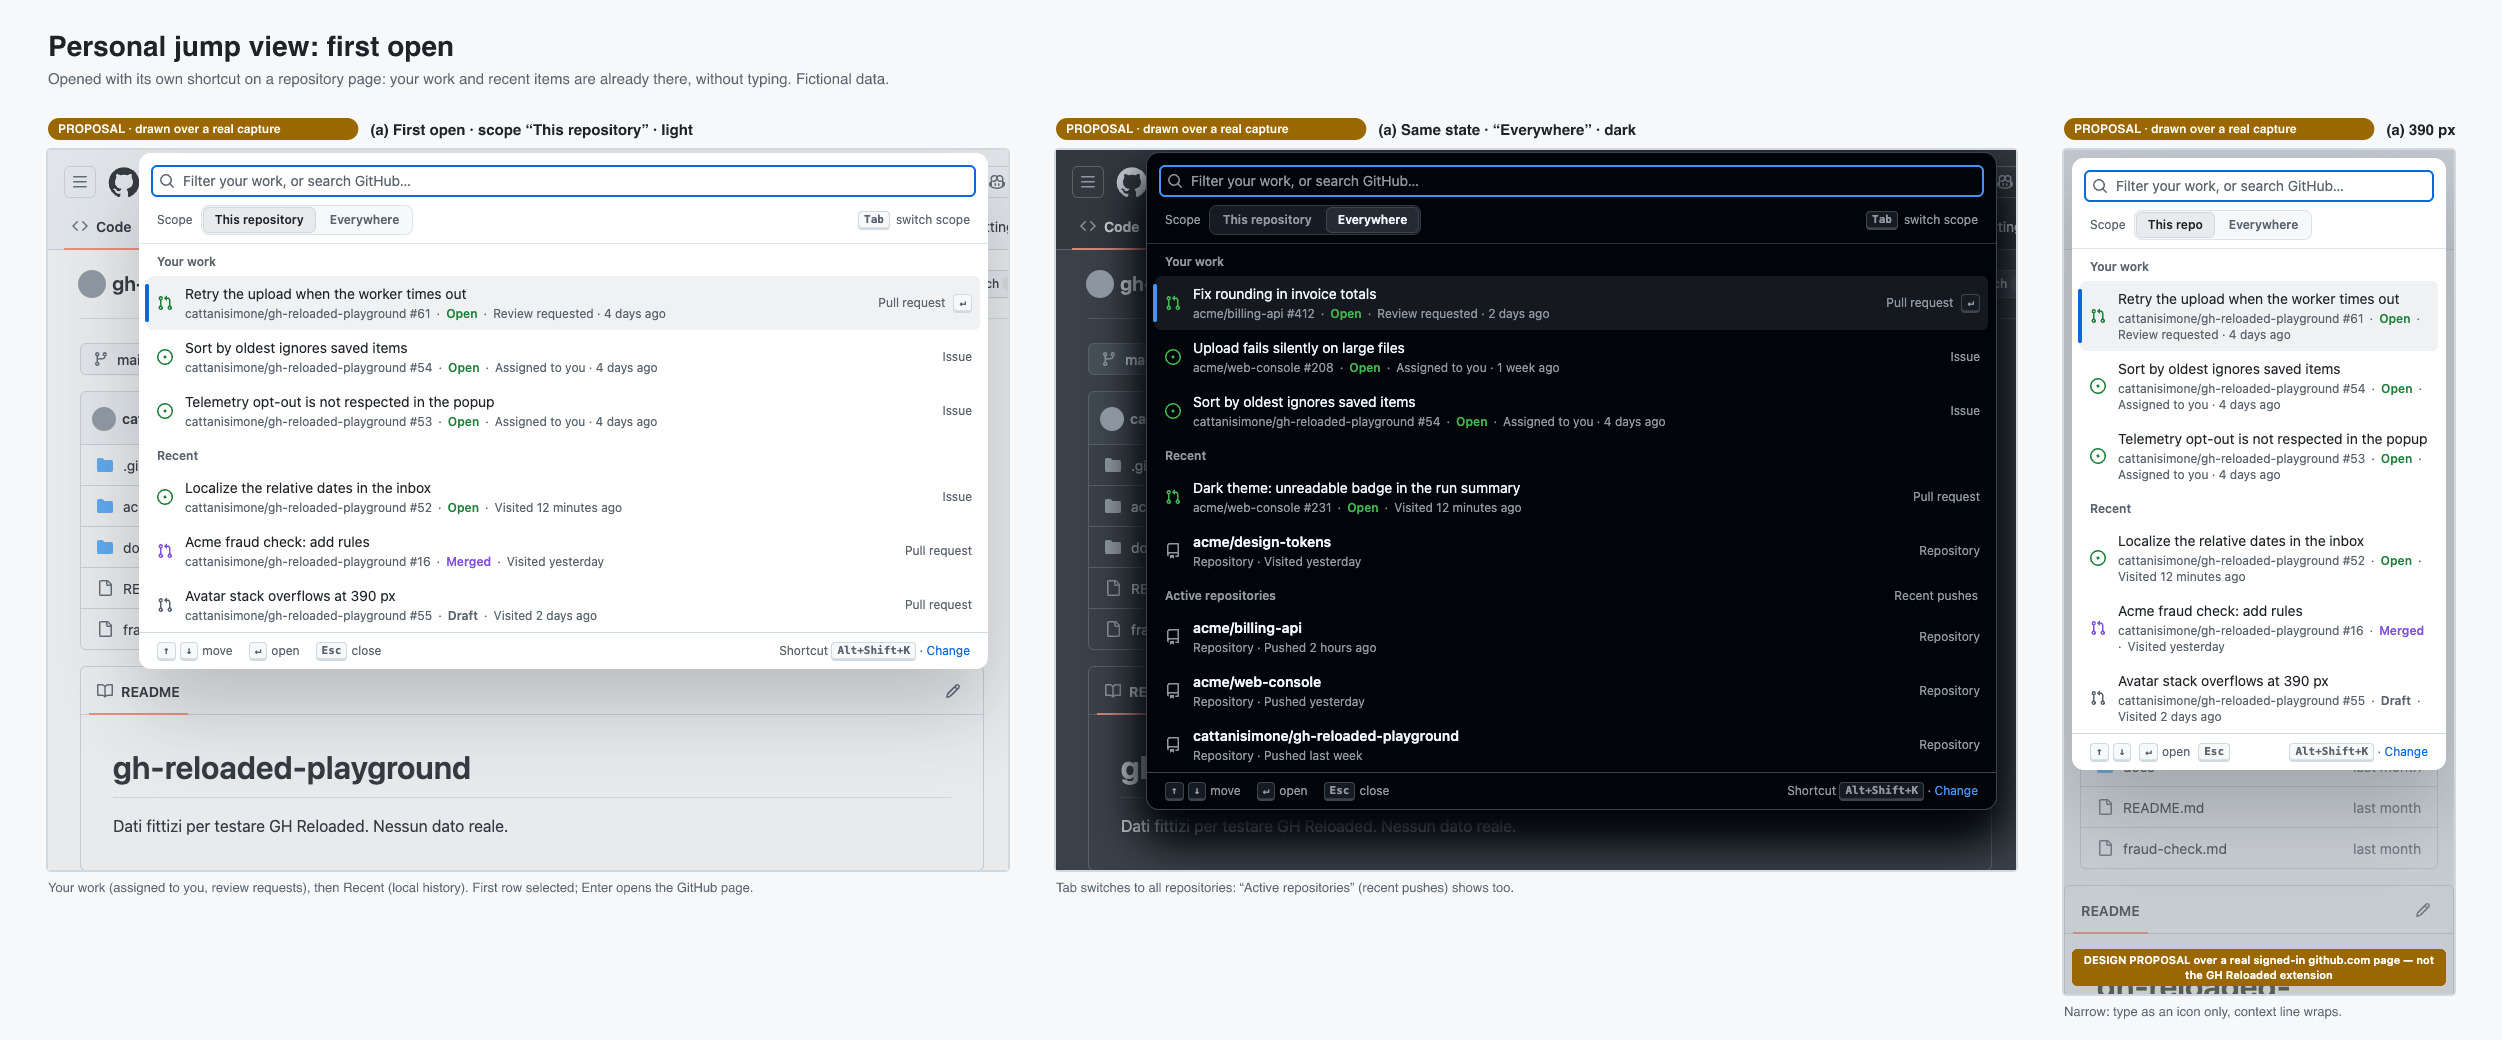 Personal jump view: first open
Opened with its own shortcut on a repository page: your work and recent items are already there, without typing. Fictional data.
PROPOSAL · drawn over a real capture
(a) First open · scope “This repository” · light
Filter your work, or search GitHub...
Scope This repository Everywhere Tab switch scope
Code
Your work
Retry the upload when the worker times out
cattanisimone/gh-reloaded-playground #61 · Open · Review requested · 4 days ago
Pull request
Sort by oldest ignores saved items
cattanisimone/gh-reloaded-playground #54 · Open · Assigned to you · 4 days ago
Issue
Telemetry opt-out is not respected in the popup
cattanisimone/gh-reloaded-playground #53 · Open · Assigned to you · 4 days ago
Issue
Recent
Localize the relative dates in the inbox
cattanisimone/gh-reloaded-playground #52 · Open · Visited 12 minutes ago
Issue
Acme fraud check: add rules
cattanisimone/gh-reloaded-playground #16 · Merged · Visited yesterday
Pull request
Avatar stack overflows at 390 px
cattanisimone/gh-reloaded-playground #55 · Draft · Visited 2 days ago
Pull request
↑ ↓ move ↵ open Esc close Shortcut Alt+Shift+K · Change
README
gh-reloaded-playground
Dati fittizi per testare GH Reloaded. Nessun dato reale.
Your work (assigned to you, review requests), then Recent (local history). First row selected; Enter opens the GitHub page.
PROPOSAL · drawn over a real capture
(a) Same state · “Everywhere” · dark
Filter your work, or search GitHub...
Scope This repository Everywhere Tab switch scope
Code
Your work
Fix rounding in invoice totals
acme/billing-api #412 · Open · Review requested · 2 days ago
Pull request
Upload fails silently on large files
acme/web-console #208 · Open · Assigned to you · 1 week ago
Issue
Sort by oldest ignores saved items
cattanisimone/gh-reloaded-playground #54 · Open · Assigned to you · 4 days ago
Issue
Recent
Dark theme: unreadable badge in the run summary
acme/web-console #231 · Open · Visited 12 minutes ago
Pull request
acme/design-tokens
Repository · Visited yesterday
Repository
Active repositories
Recent pushes
acme/billing-api
Repository · Pushed 2 hours ago
Repository
acme/web-console
Repository · Pushed yesterday
Repository
cattanisimone/gh-reloaded-playground
Repository · Pushed last week
Repository
↑ ↓ move ↵ open Esc close Shortcut Alt+Shift+K · Change
Dati fittizi per testare GH Reloaded. Nessun dato reale.
Tab switches to all repositories: “Active repositories” (recent pushes) shows too.
PROPOSAL · drawn over a real capture
(a) 390 px
Filter your work, or search GitHub...
Scope This repo Everywhere
Your work
Retry the upload when the worker times out
cattanisimone/gh-reloaded-playground #61 · Open ·
Review requested · 4 days ago
Sort by oldest ignores saved items
cattanisimone/gh-reloaded-playground #54 · Open ·
Assigned to you · 4 days ago
Telemetry opt-out is not respected in the popup
cattanisimone/gh-reloaded-playground #53 · Open ·
Assigned to you · 4 days ago
Recent
Localize the relative dates in the inbox
cattanisimone/gh-reloaded-playground #52 · Open ·
Visited 12 minutes ago
Acme fraud check: add rules
cattanisimone/gh-reloaded-playground #16 · Merged
· Visited yesterday
Avatar stack overflows at 390 px
cattanisimone/gh-reloaded-playground #55 · Draft ·
Visited 2 days ago
↑ ↓ ↵ open Esc Alt+Shift+K · Change
README.md last month
fraud-check.md last month
README
DESIGN PROPOSAL over a real signed-in github.com page — not
the GH Reloaded extension
Narrow: type as an icon only, context line wraps.